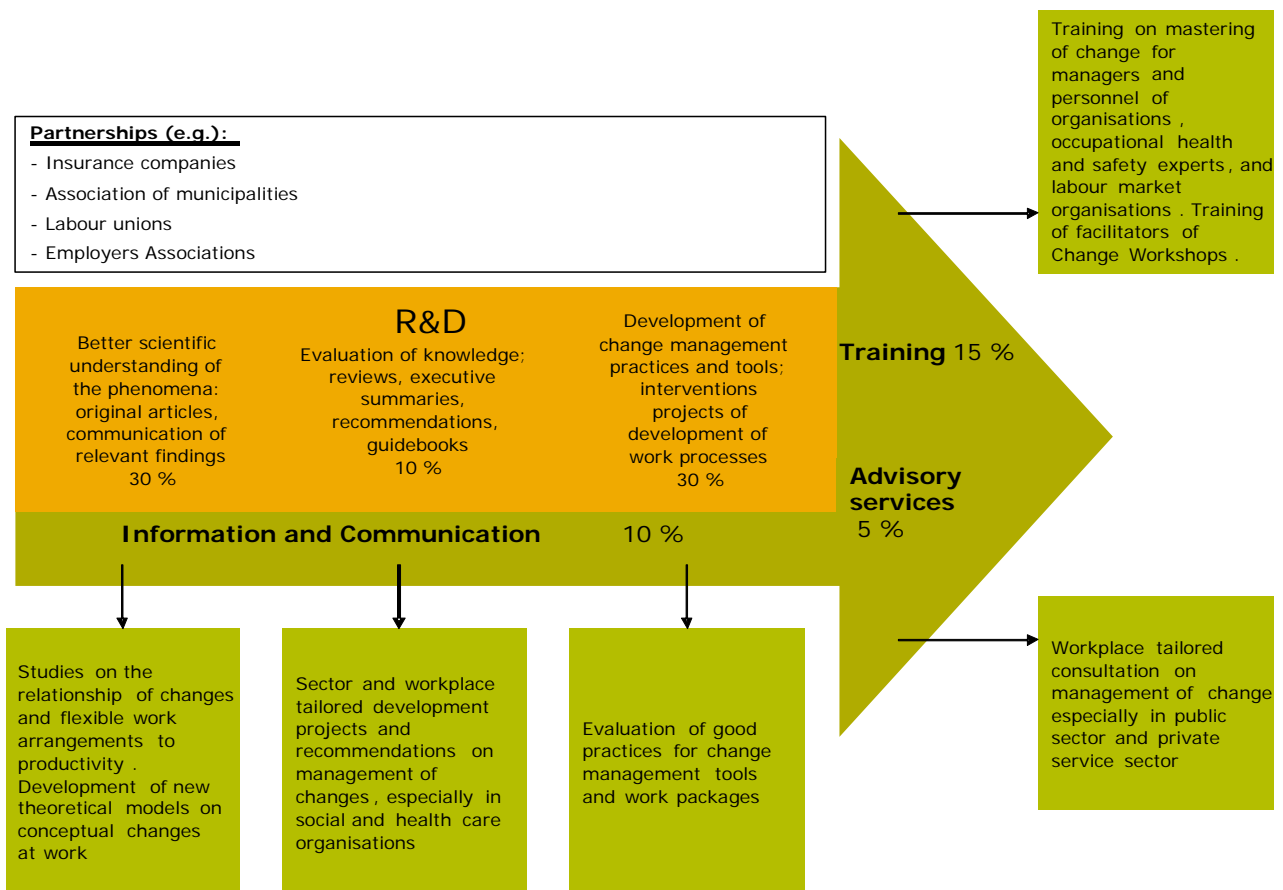 Partnerships (e.g.):
- Insurance companies
- Association of municipalities
- Labour unions
- Employers Associations
Training on mastering
of change for
managers and
personnel of
organisations ,
occupational health
and safety experts , and
labour market
organisations . Training
of facilitators of
Change Workshops .
Better scientific
understanding of
the phenomena:
original articles,
communication of
relevant findings
30 %
R&D
Evaluation of knowledge;
reviews, executive
summaries,
recommendations,
guidebooks
10 %
Development of
change management
practices and tools;
interventions
projects of
development of
work processes
30 %
Training 15 %
Advisory
services
5 %
Information and Communication 10 %
Studies on the
relationship of changes
and flexible work
arrangements to
productivity .
Development of new
theoretical models on
conceptual changes
at work
Sector and workplace
tailored development
projects and
recommendations on
management of
changes , especially in
social and health care
organisations
Evaluation of good
practices for change
management tools
and work packages
Workplace tailored
consultation on
management of change
especially in public
sector and private
service sector